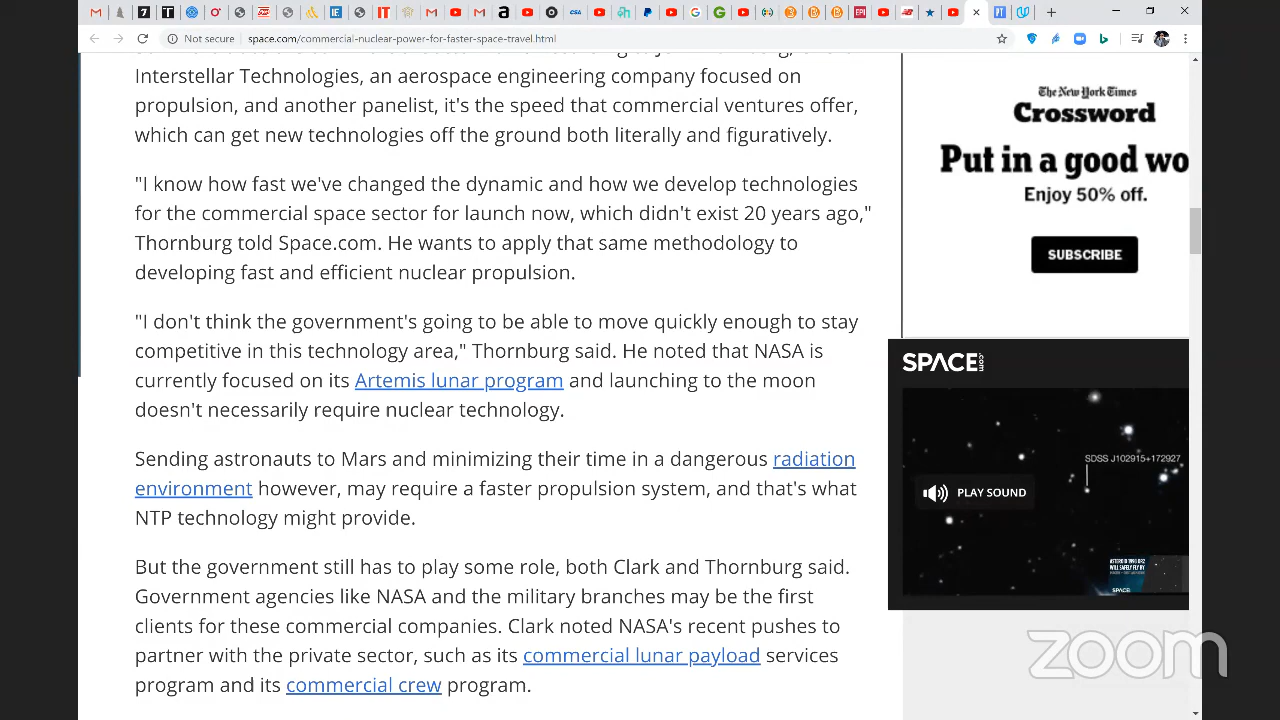 Not secure
space.com/commercial-nuclear-power-for-faster-space-travel.html
Interstellar Technologies, an aerospace engineering company focused on
propulsion, and another panelist, it's the speed that commercial ventures offer,
which can get new technologies off the ground both literally and figuratively.
"I know how fast we've changed the dynamic and how we develop technologies
for the commercial space sector for launch now, which didn't exist 20 years ago,"
Thornburg told Space.com. He wants to apply that same methodology to
developing fast and efficient nuclear propulsion.
"I don't think the government's going to be able to move quickly enough to stay
competitive in this technology area," Thornburg said. He noted that NASA is
currently focused on its Artemis lunar program and launching to the moon
doesn't necessarily require nuclear technology.
Sending astronauts to Mars and minimizing their time in a dangerous radiation
environment however, may require a faster propulsion system, and that's what
NTP technology might provide.
But the government still has to play some role, both Clark and Thornburg said.
Government agencies like NASA and the military branches may be the first
clients for these commercial companies. Clark noted NASA's recent pushes to
partner with the private sector, such as its commercial lunar payload services
program and its commercial crew program.
The New York Times
Crossword
Put in a good wo
Enjoy 50% off.
SUBSCRIBE
SPACE.com
SDSS J102915+172927
PLAY SOUND
SPACE
zoom